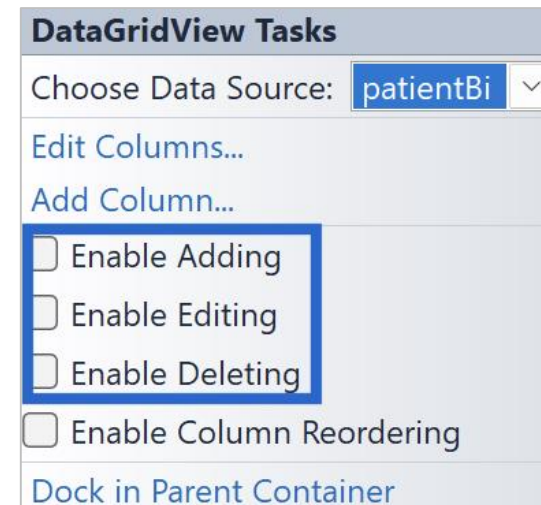 DataGridView Tasks
Choose Data Source: patientBi
Edit Columns...
Add Column...
Enable Adding
Enable Editing
Enable Deleting
Enable Column Reordering
Dock in Parent Container